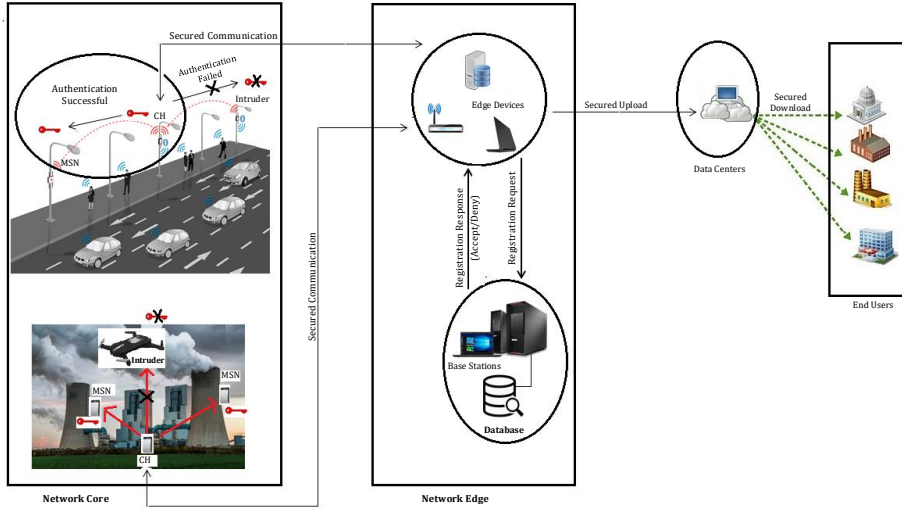 Secured Communication
Authentication
Failed
Authentication
Successful
CH
Intruder
MSN
Edge Devices
Secured Upload
Secured
Download
Data Centers
Registration Response
(Accept/Deny)
Registration Request
Secured Communication
End Users
Intruder
MSN
MSN
CH
Base Stations
Database
Network Core
Network Edge